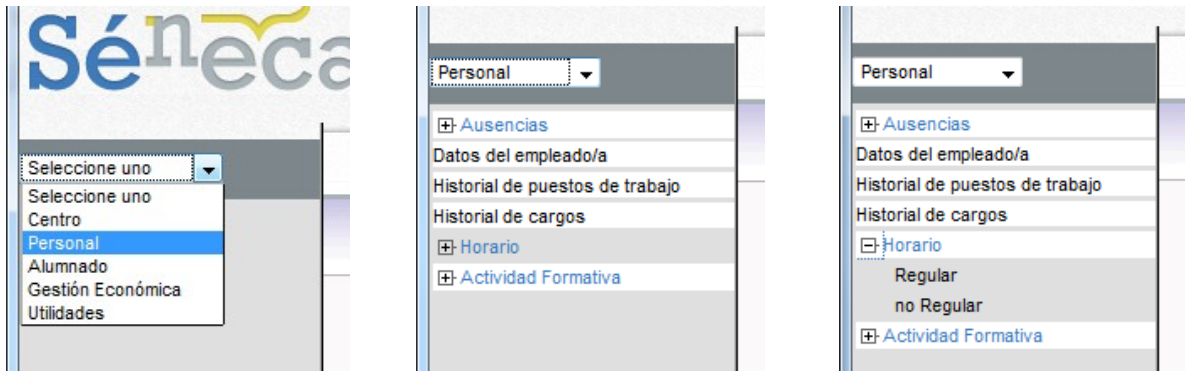 Séneca
Seleccione uno
Seleccione uno
Centro
Personal
Alumnado
Gestión Económica
Utilidades
Personal
Ausencias
Datos del empleado/a
Historial de puestos de trabajo
Historial de cargos
Horario
Actividad Formativa
Personal
Ausencias
Datos del empleado/a
Historial de puestos de trabajo
Historial de cargos
Horario
Regular
no Regular
Actividad Formativa